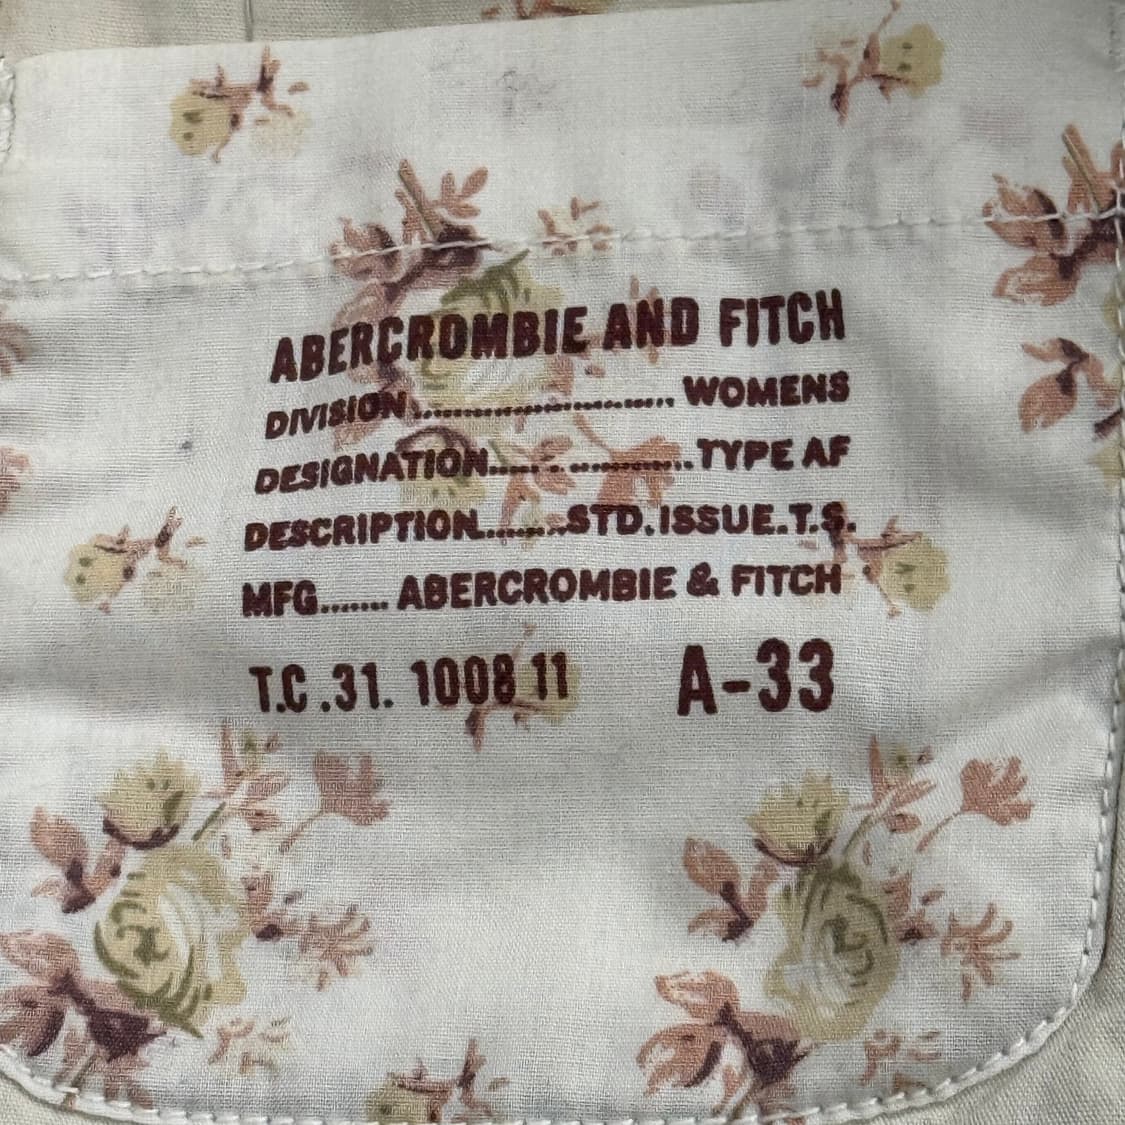 ABERCROMBIE AND FITCH
DIVISION........................... WOMENS
DESIGNATION..... . ............TYPE AF
DESCRIPTION.........STD.ISSUE.T.S.
MFG....... ABERCROMBIE & FITCH
T.C.31. 1008 11 A-33